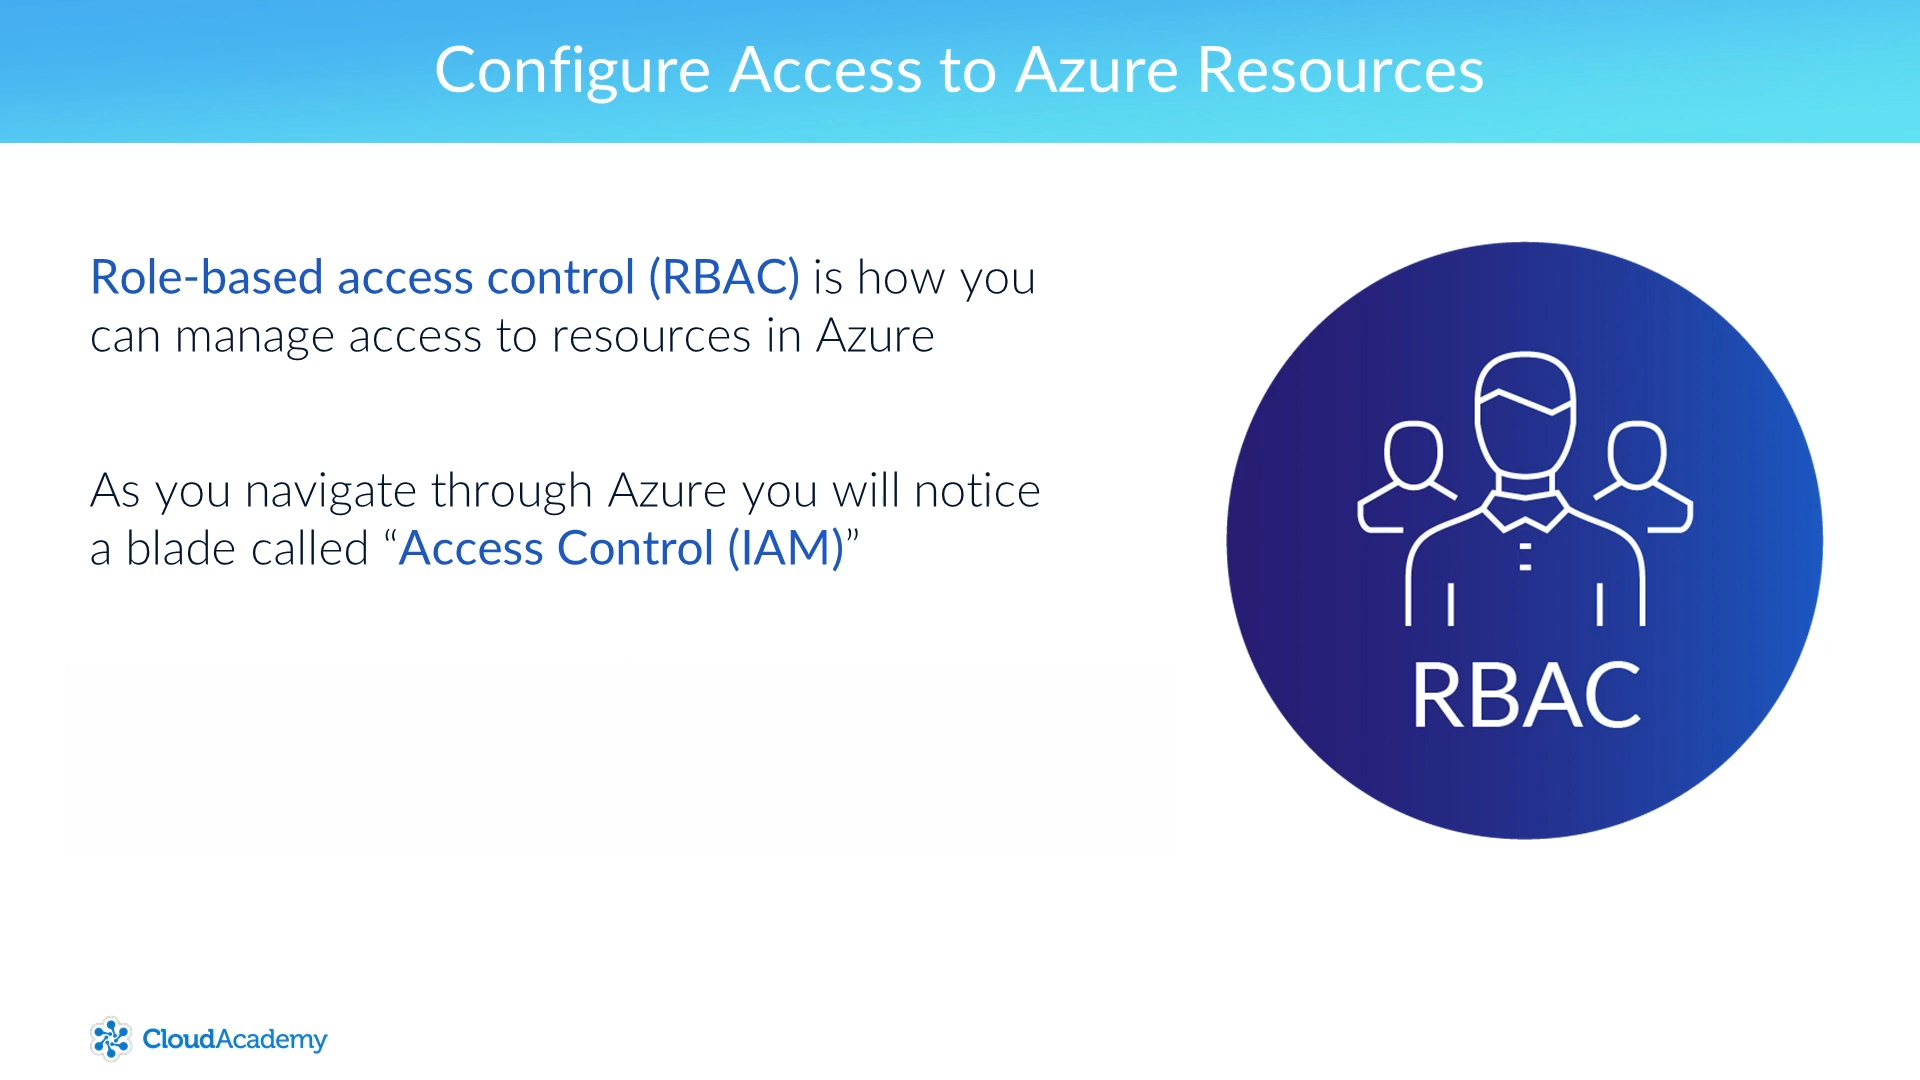 Configure Access to Azure Resources
Role-based access control (RBAC) is how you
can manage access to resources in Azure
As you navigate through Azure you will notice
a blade called “Access Control (IAM)”
RBAC
CloudAcademy